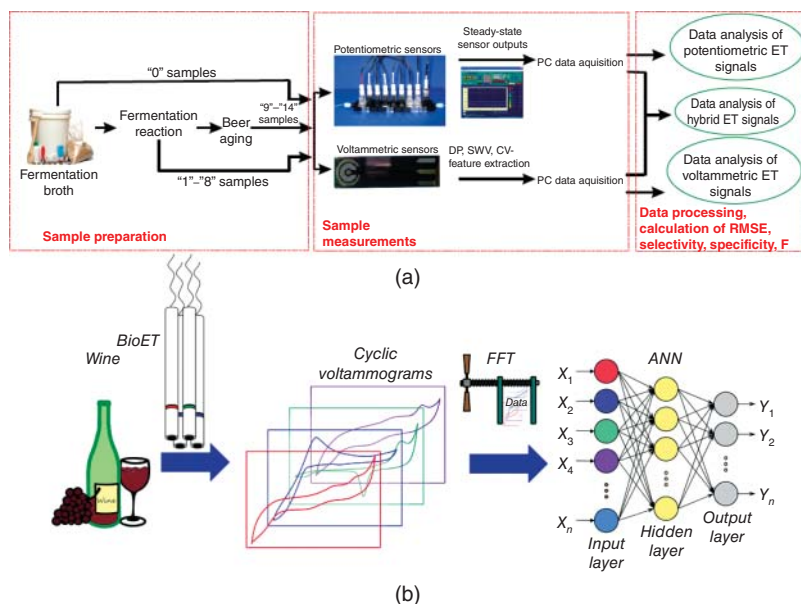 Potentiometric sensors
Steady-state
sensor outputs
PC data aquisition
Data analysis of
potentiometric ET
signals
"0" samples
Fermentation
broth
Fermentation
reaction
Beer
aging
"9"–"14"
samples
"1"–"8" samples
Data analysis
of hybrid ET signals
Voltammetric sensors
DP, SWV, CV-
feature extraction
PC data aquisition
Data analysis of
voltammetric ET
signals
Sample preparation
Sample
measurements
Data processing,
calculation of RMSE,
selectivity, specificity, F
(a)
BioET
Wine
Wine
Cyclic
voltammograms
FFT
Data
ANN
X1
X2
X3
X4
Xn
Y1
Y2
Yn
Input
layer
Hidden
layer
Output
layer
(b)